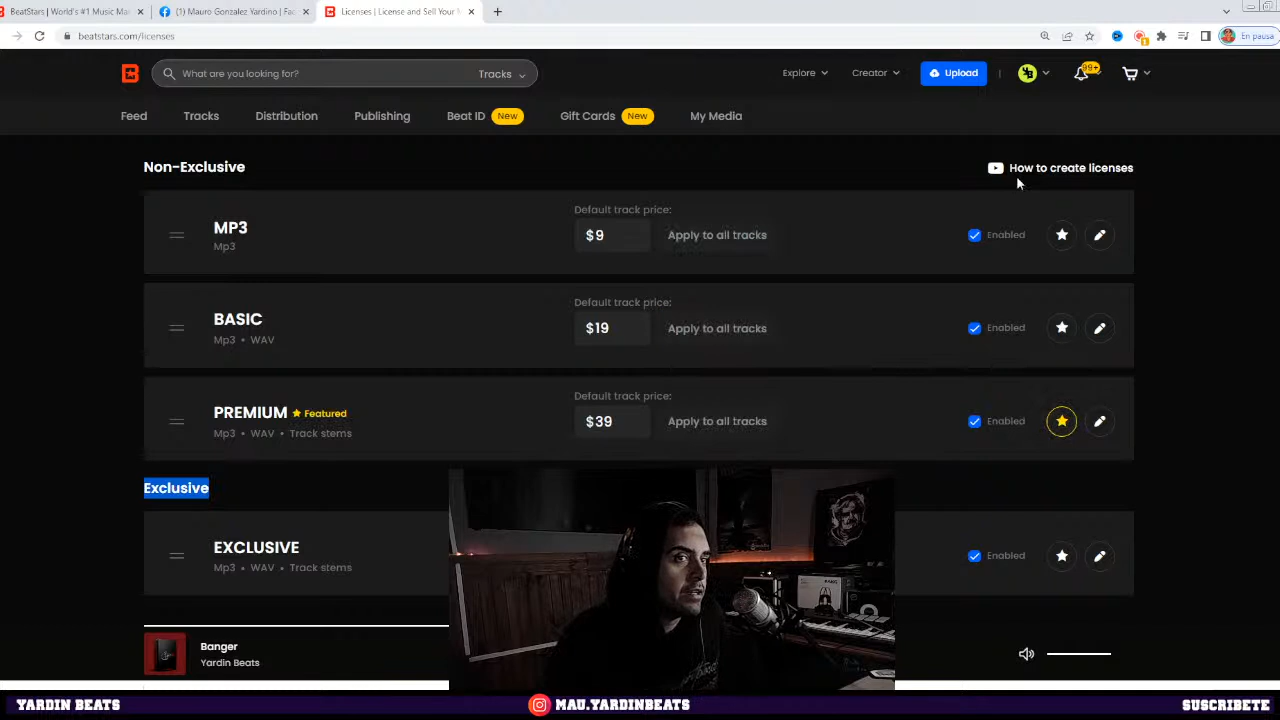 BeatStars | World's #1 Music Mar
(1) Mauro Gonzalez Yardino | Fac
Licenses | License and Sell Your M
beatstars.com/licenses
En pausa
What are you looking for?
Tracks
Explore
Creator
Upload
99+
Feed
Tracks
Distribution
Publishing
Beat ID New
Gift Cards New
My Media
Non-Exclusive
How to create licenses
MP3
Mp3
Default track price:
$9
Apply to all tracks
Enabled
BASIC
Mp3 • WAV
Default track price:
$19
Apply to all tracks
Enabled
PREMIUM Featured
Mp3 • WAV • Track stems
Default track price:
$39
Apply to all tracks
Enabled
Exclusive
EXCLUSIVE
Mp3 • WAV • Track stems
Enabled
Banger
Yardin Beats
YARDIN BEATS
MAU.YARDINBEATS
SUSCRIBETE